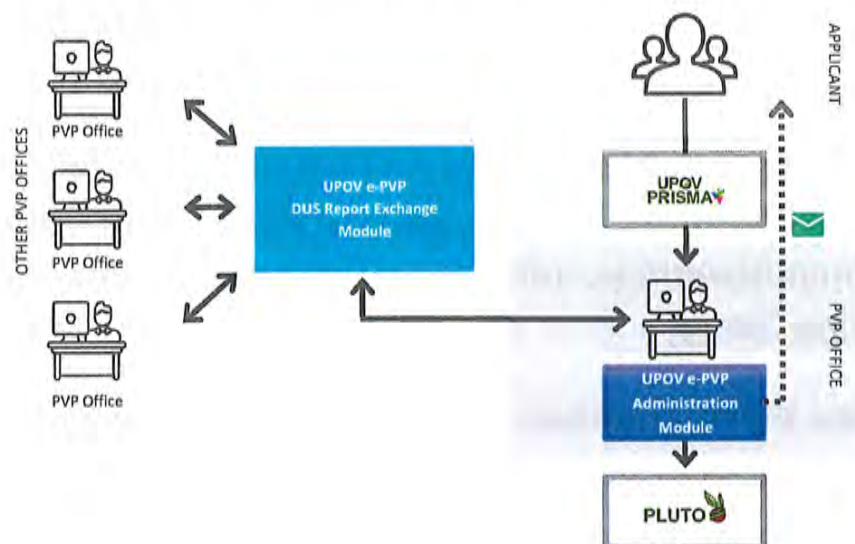 OTHER PVP OFFICES
PVP Office
PVP Office
PVP Office
UPOV e-PVP
DUS Report Exchange
Module
APPLICANT
UPOV
PRISMA
PVP OFFICE
UPOV e-PVP
Administration
Module
PLUTO